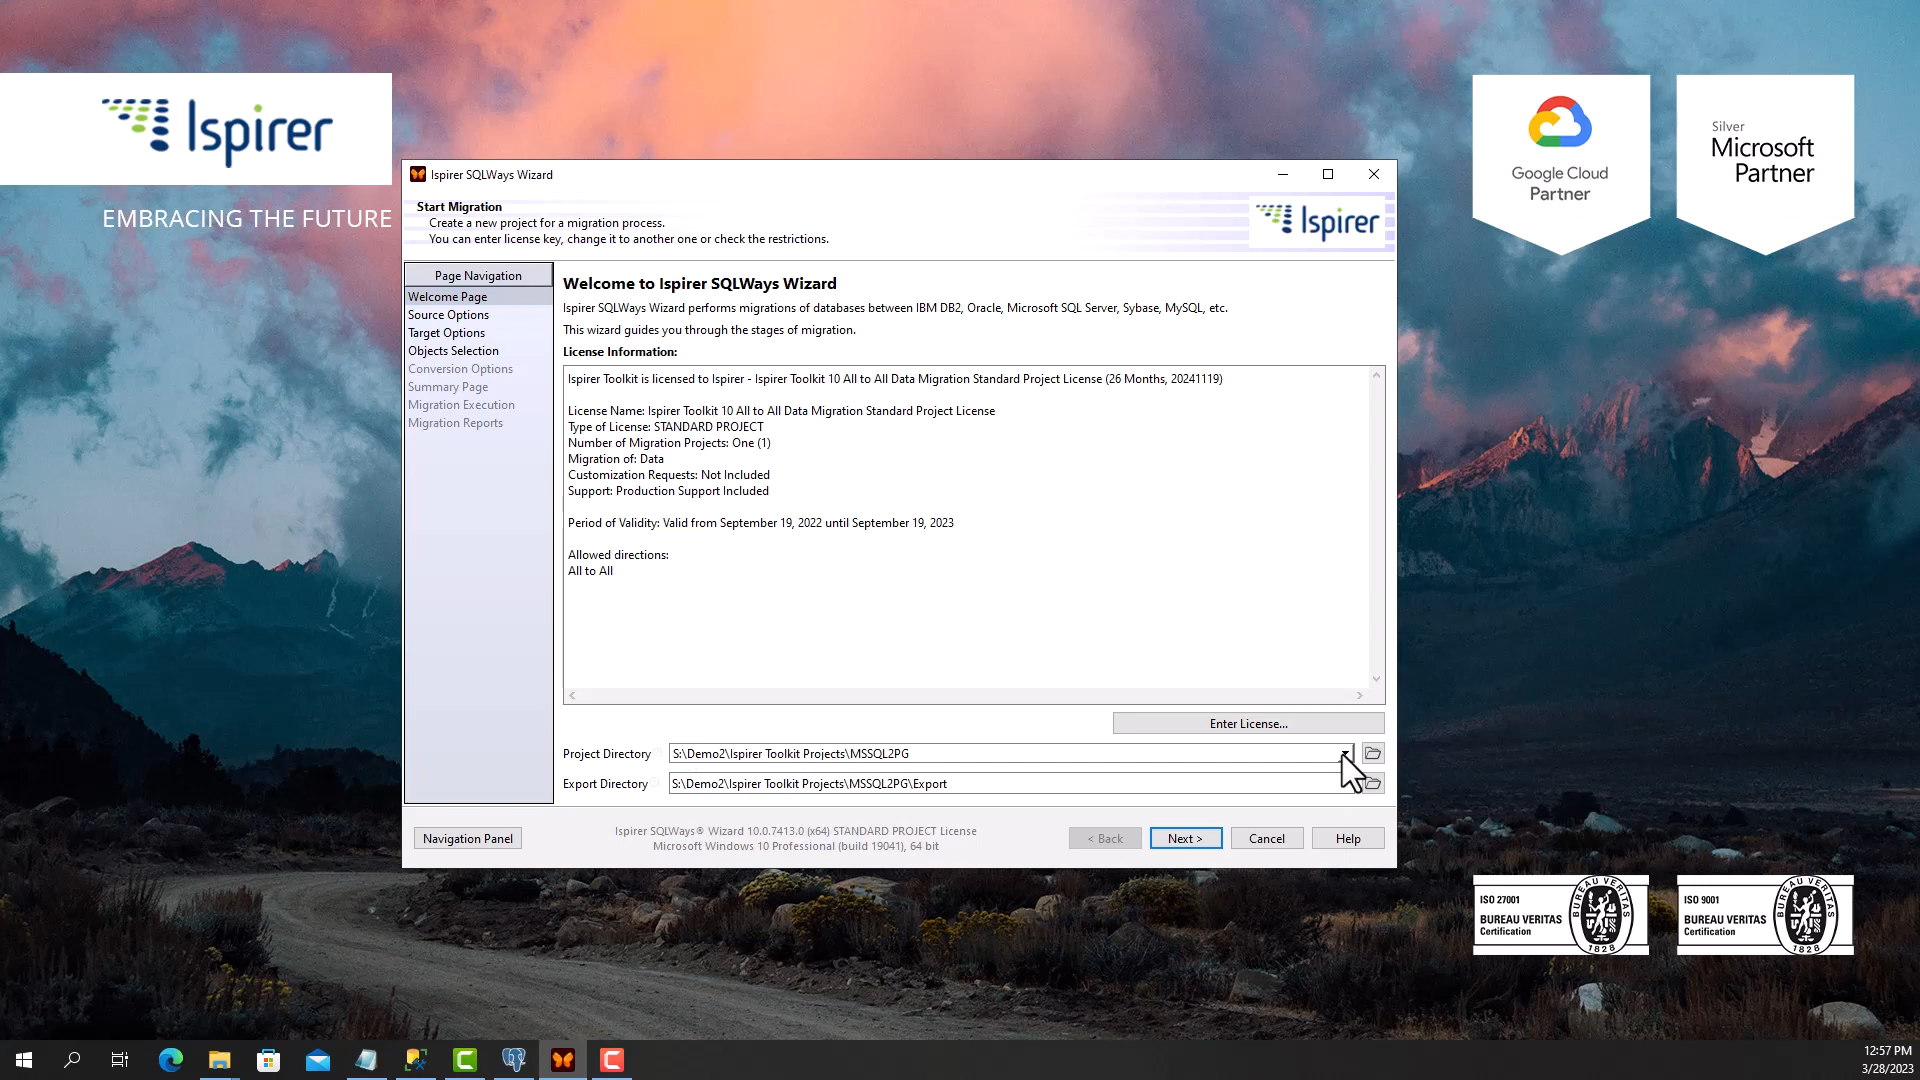 Ispirer
EMBRACING THE FUTURE
Google Cloud
Partner
Silver
Microsoft
Partner
Ispirer SQLWays Wizard
Start Migration
Create a new project for a migration process.
You can enter license key, change it to another one or check the restrictions.
Ispirer
Page Navigation
Welcome Page
Source Options
Target Options
Objects Selection
Conversion Options
Summary Page
Migration Execution
Migration Reports
Welcome to Ispirer SQLWays Wizard
Ispirer SQLWays Wizard performs migrations of databases between IBM DB2, Oracle, Microsoft SQL Server, Sybase, MySQL, etc.
This wizard guides you through the stages of migration.
License Information:
Ispirer Toolkit is licensed to Ispirer - Ispirer Toolkit 10 All to All Data Migration Standard Project License (26 Months, 20241119)
License Name: Ispirer Toolkit 10 All to All Data Migration Standard Project License
Type of License: STANDARD PROJECT
Number of Migration Projects: One (1)
Migration of: Data
Customization Requests: Not Included
Support: Production Support Included
Period of Validity: Valid from September 19, 2022 until September 19, 2023
Allowed directions:
All to All
Enter License...
Project Directory
S:\Demo2\Ispirer Toolkit Projects\MSSQL2PG
Export Directory
S:\Demo2\Ispirer Toolkit Projects\MSSQL2PG\Export
Navigation Panel
Ispirer SQLWays® Wizard 10.0.7413.0 (x64) STANDARD PROJECT License
Microsoft Windows 10 Professional (build 19041), 64 bit
< Back
Next >
Cancel
Help
ISO 27001
BUREAU VERITAS
Certification
1828
ISO 9001
BUREAU VERITAS
Certification
1828
12:57 PM
3/28/2023